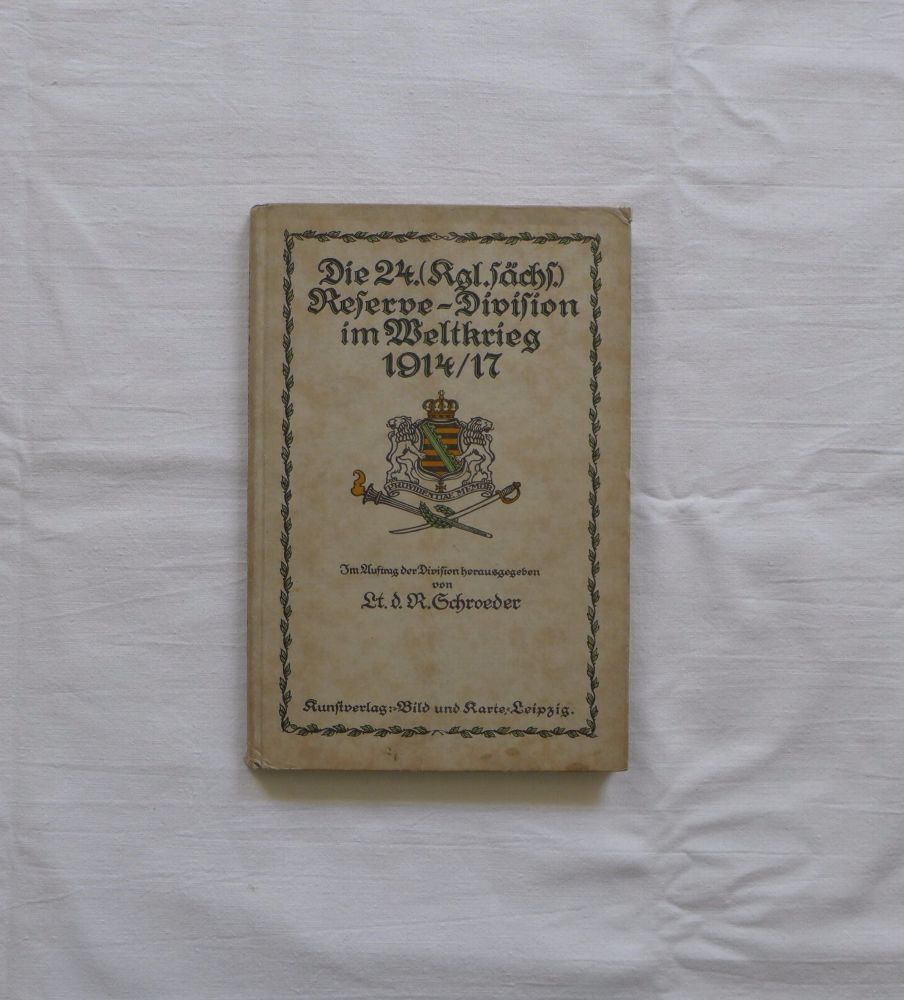 Die 24. (Kgl. sächs.)
Reserve-Division
im Weltkrieg
1914/17
PROVIDENTIAE MEMOR
Im Auftrag der Division herausgegeben
von
Lt. d. R. Schroeder
Kunstverlag: Bild und Karte, Leipzig.